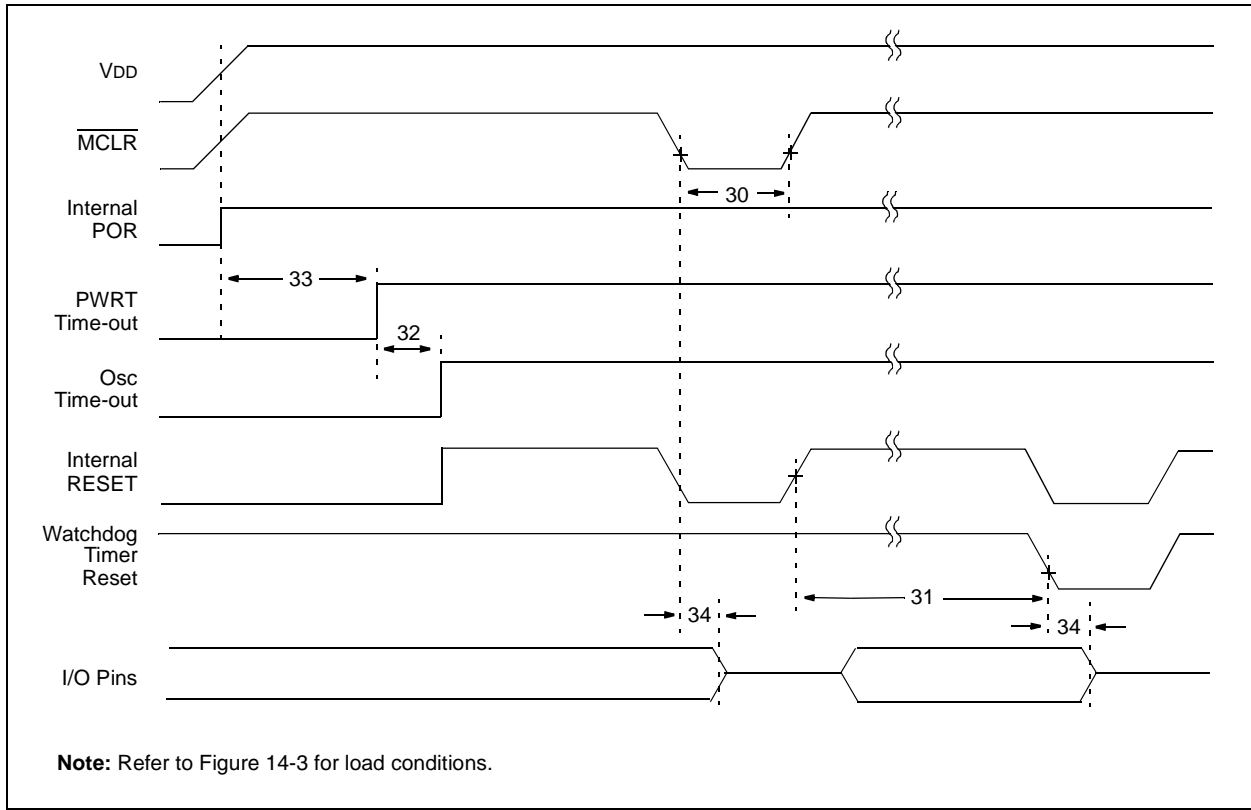 VDD
MCLR
30
Internal
POR
33
PWRT
Time-out
32
Osc
Time-out
Internal
RESET
Watchdog
Timer
Reset
31
34
34
I/O Pins
Note: Refer to Figure 14-3 for load conditions.